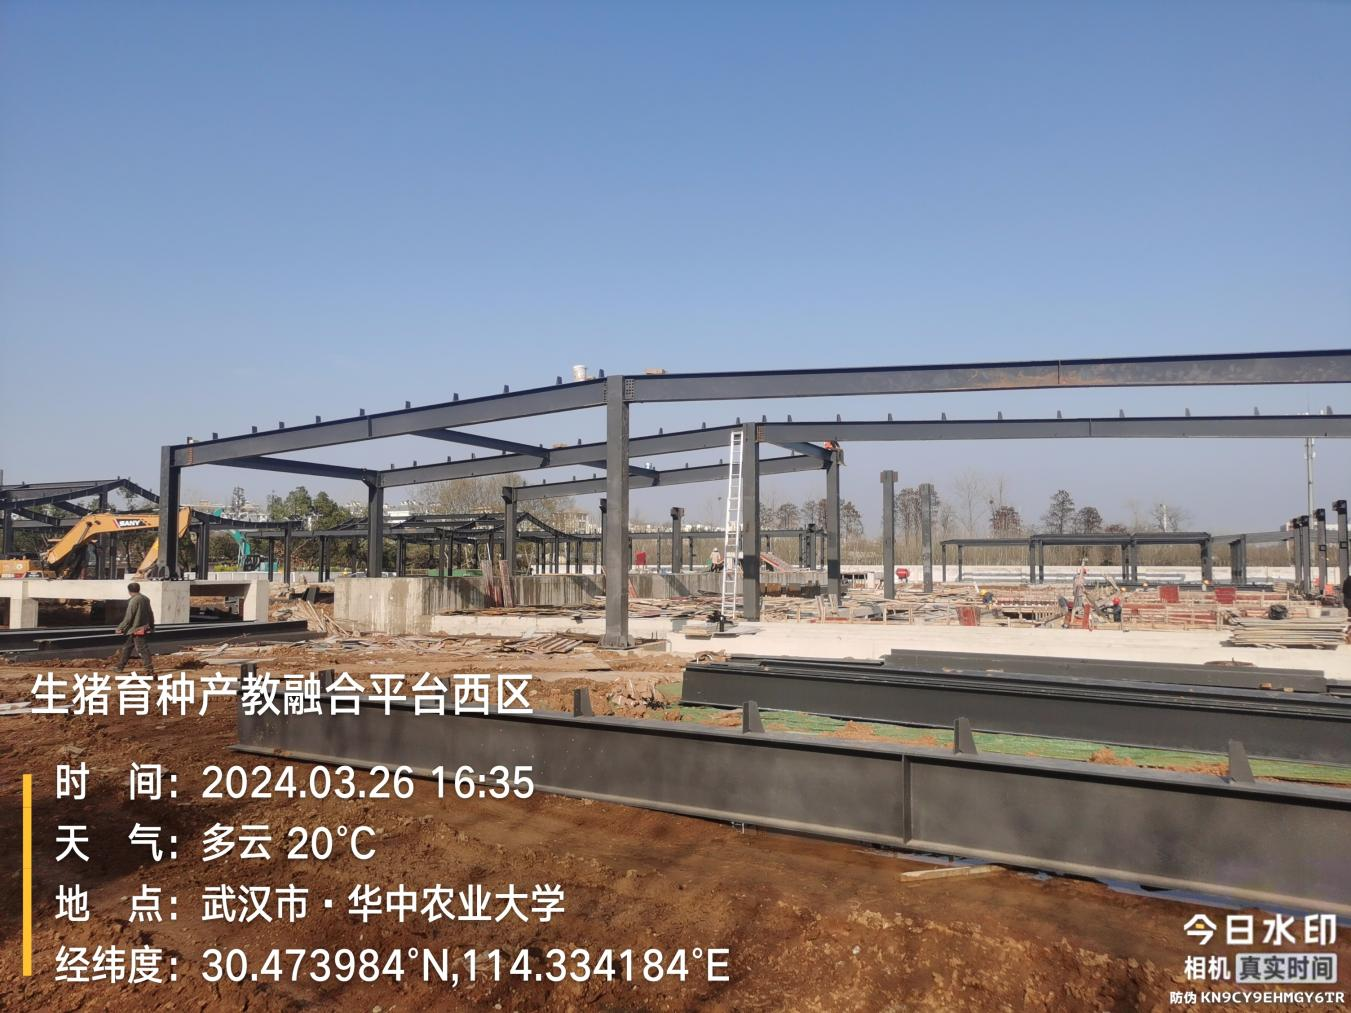 SANY
生猪育种产教融合平台西区
时 间：2024.03.26 16:35
天 气：多云 20℃
地 点：武汉市·华中农业大学
经纬度：30.473984°N,114.334184°E
今日水印
相机 真实时间
防伪 KN9CY9EHMGY6TR